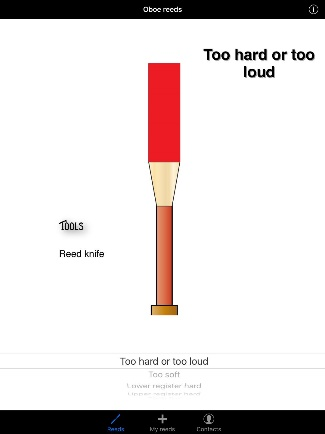 Oboe reeds
Too hard or too
loud
TOOLS
Reed knife
Too hard or too loud
Too soft
Lower register hard
Reeds
My reeds
Contacts